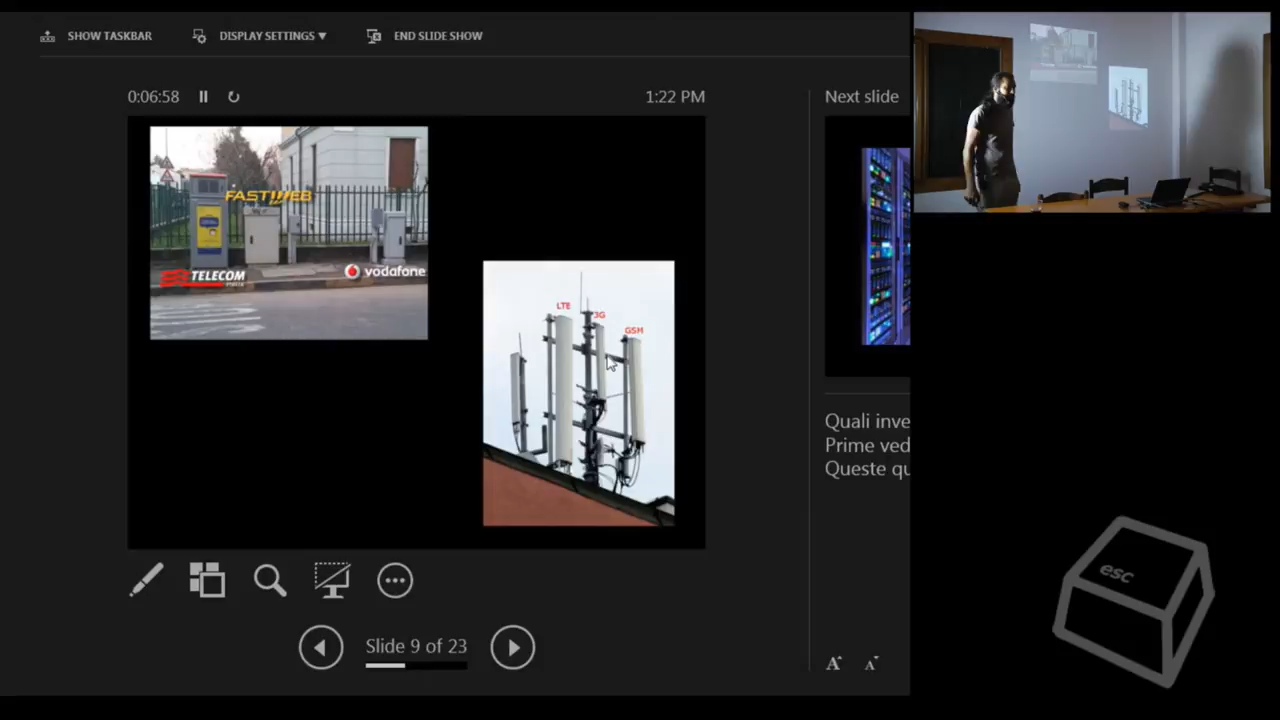 SHOW TASKBAR
DISPLAY SETTINGS ▼
END SLIDE SHOW
0:06:58
1:22 PM
Next slide
FASTWEB
TELECOM
ITALIA
vodafone
LTE
3G
GSM
Quali inve
Prime ved
Queste qu
Slide 9 of 23
A
A
esc